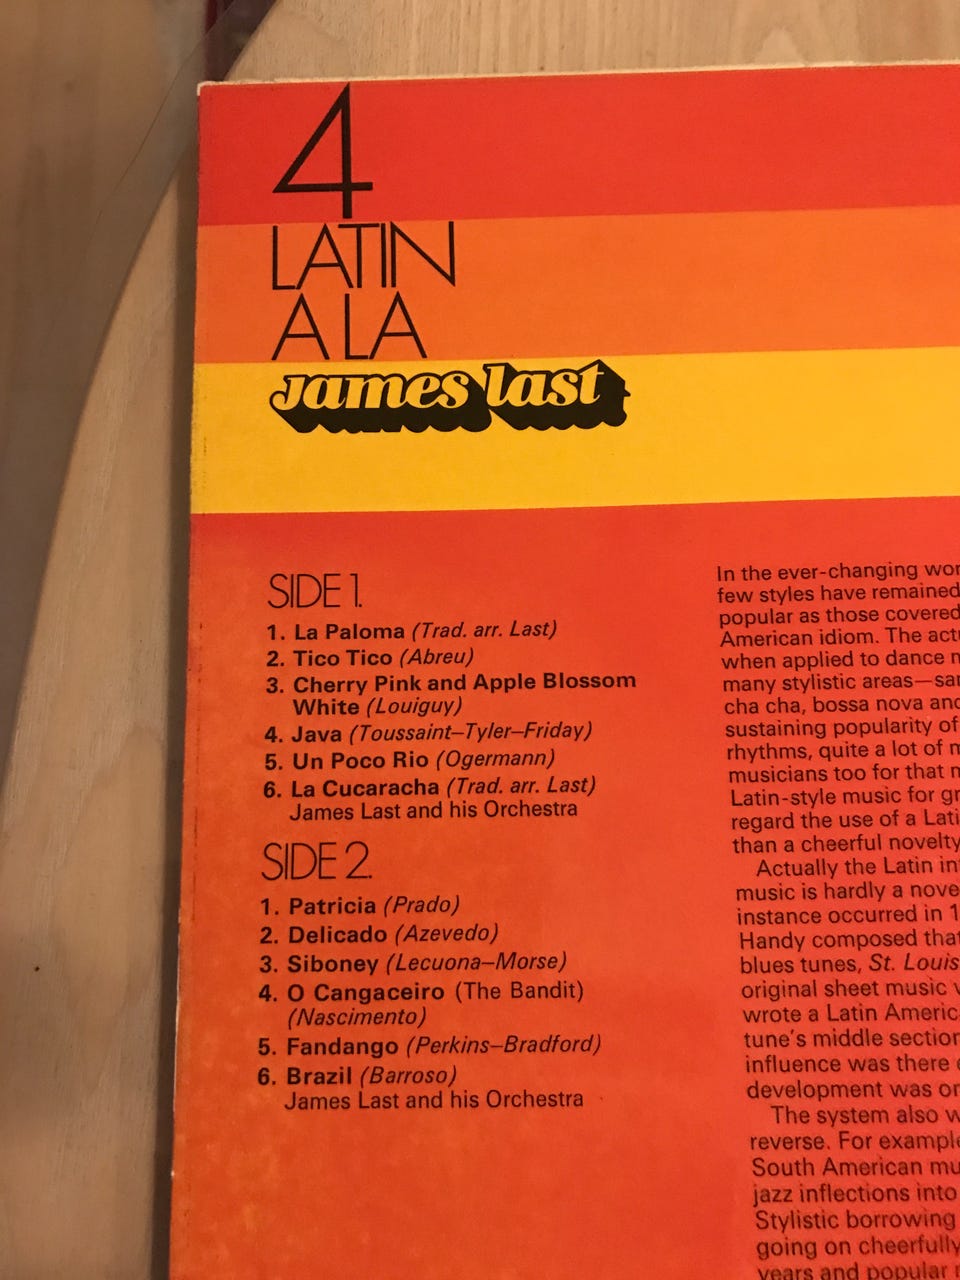 4
LATIN
A LA
james last
SIDE 1.
1. La Paloma (Trad. arr. Last)
2. Tico Tico (Abreu)
3. Cherry Pink and Apple Blossom
White (Louiguy)
4. Java (Toussaint–Tyler–Friday)
5. Un Poco Rio (Ogermann)
6. La Cucaracha (Trad. arr. Last)
James Last and his Orchestra
SIDE 2.
1. Patricia (Prado)
2. Delicado (Azevedo)
3. Siboney (Lecuona–Morse)
4. O Cangaceiro (The Bandit)
(Nascimento)
5. Fandango (Perkins–Bradford)
6. Brazil (Barroso)
James Last and his Orchestra
In the ever-changing
few styles have remained
popular as those covered
American idiom. The
when applied to dance
many stylistic areas—
cha cha, bossa nova and
sustaining popularity of
rhythms, quite a lot of
musicians too for that
Latin-style music for
regard the use of a
than a cheerful novelty
Actually the Latin
music is hardly a
instance occurred in
Handy composed that
blues tunes, St. Louis
original sheet music
wrote a Latin
tune's middle section
influence was there
development was
The system also
reverse. For example
South American
jazz inflections into
Stylistic borrowing
going on cheerfully
years and popular